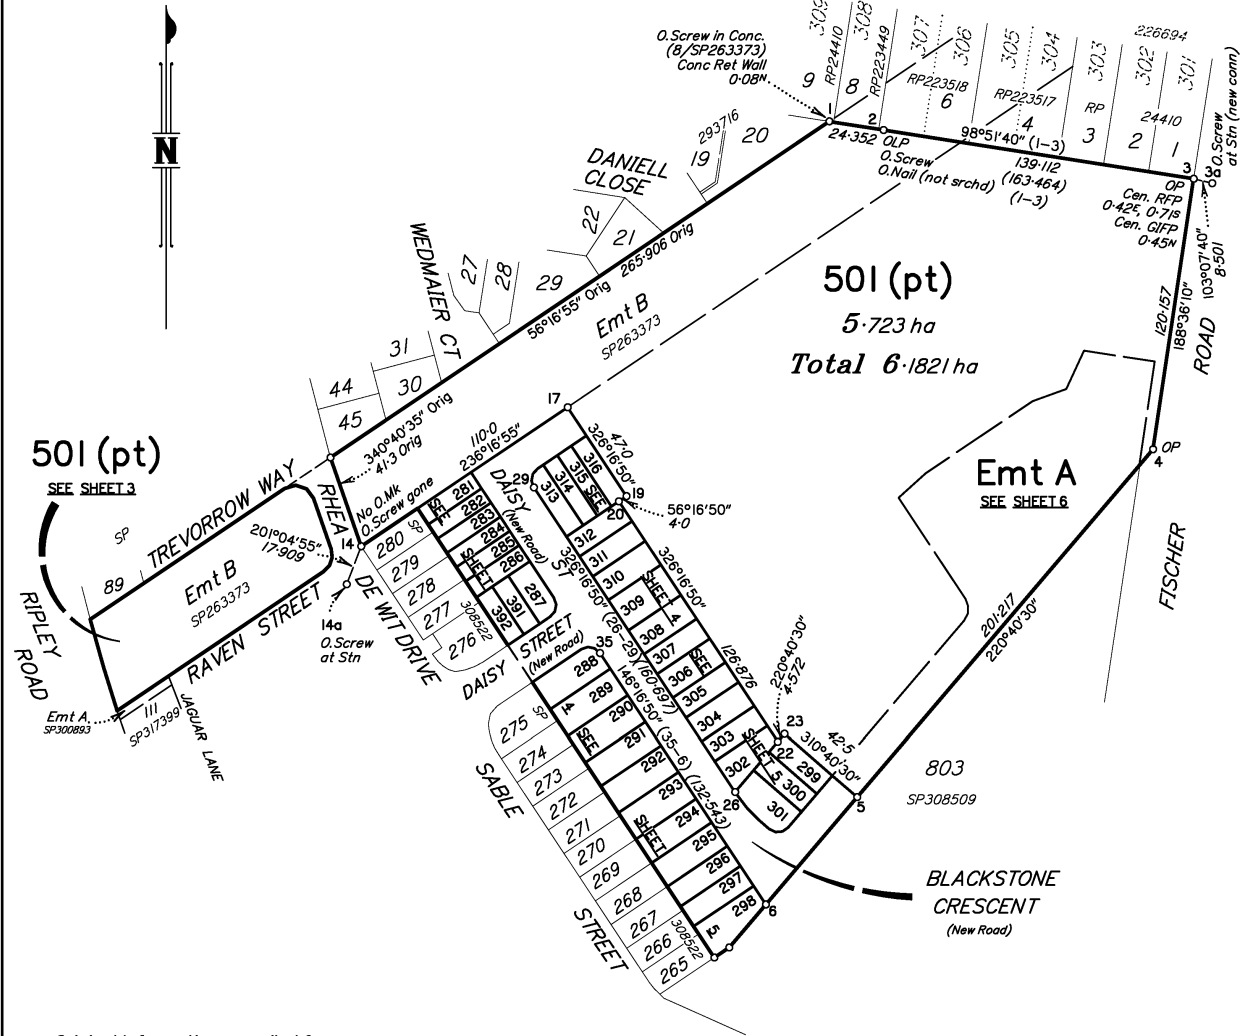 N
309
308
307
306
305
304
303
302
301
226694
RP24410
RP223449
RP223518
RP223517
RP
24410
9
8
6
4
3
2
1
O.Screw in Conc.
(8/SP263373)
Conc Ret Wall
0·08N
1
2
3
3a
O.Screw
at Stn (new conn)
24·352
OLP
O.Screw
O.Nail (not srchd)
98°51'40" (1-3)
139·112
(163·464)
(1-3)
OP
Cen. RFP
0·42E, 0·71S
Cen. GIFP
0·45N
103°07'40"
8·501
120·157
188°36'10"
ROAD
293716
19
20
DANIELL
CLOSE
22
21
WEDMAIER CT
27
28
29
265·906 Orig
56°16'55" Orig
Emt B
SP263373
501 (pt)
5·723 ha
Total 6·1821 ha
31
30
44
45
340°40'35" Orig
41·3 Orig
110·0
236°16'55"
17
47·0
326°16'50"
501 (pt)
SEE SHEET 3
TREVORROW WAY
SP
RHEA
No O.Mk
O.Screw gone
201°04'55"
17·909
14
14a
O.Screw
at Stn
89
Emt B
SP263373
RIPLEY
ROAD
RAVEN STREET
Emt A
SP300893
111
SP317399
JAGUAR LANE
DE WIT DRIVE
280
279
278
277
276
SP
308522
SEE
SHEET
281
282
283
284
285
286
287
391
392
DAISY
(New Road)
ST
29
313
314
315
316
SEE
19
20
56°16'50"
4·0
312
311
310
309
308
307
306
305
304
303
302
SHEET 4
SEE
SHEET 5
326°16'50" (26-29) (160·697)
326°16'50"
126·876
220°40'30"
4·572
22
23
310°40'30"
42·5
299
300
301
26
5
Emt A
SEE SHEET 6
4
OP
FISCHER
201·217
220°40'30"
803
SP308509
DAISY STREET
(New Road)
35
288
289
290
291
292
293
294
295
296
297
298
4
SEE
SHEET
5
146°16'50" (35-6) (132·543)
6
SABLE
STREET
275
274
273
272
271
270
269
268
267
266
265
SP
308522
BLACKSTONE
CRESCENT
(New Road)